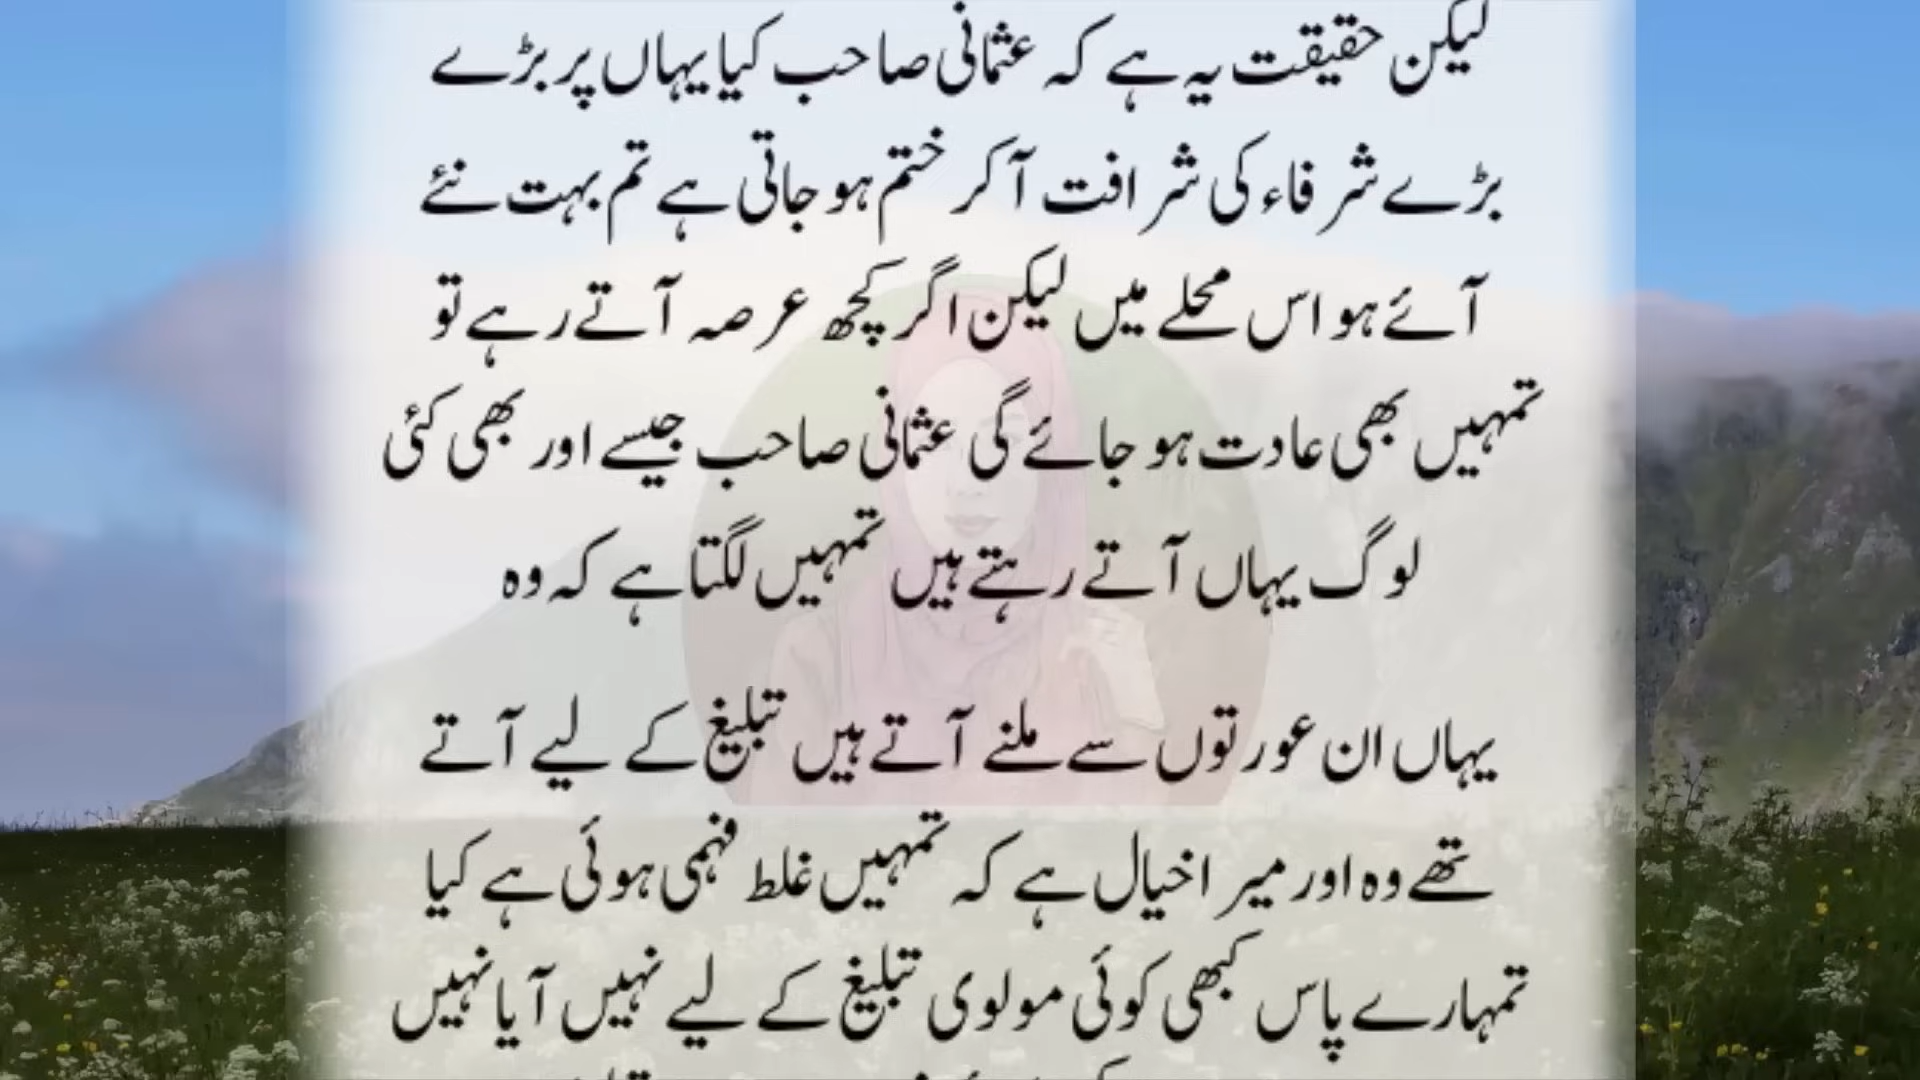 لیکن حقیقت یہ ہے کہ عثمانی صاحب کیا یہاں پر بڑے
بڑے شرفاء کی شرافت آکر ختم ہو جاتی ہے تم بہت نئے
آئے ہو اس محلے میں لیکن اگر کچھ عرصہ آتے رہے تو
تمہیں بھی عادت ہو جائے گی عثمانی صاحب جیسے اور بھی کئی
لوگ یہاں آتے رہتے ہیں تمہیں لگتا ہے کہ وہ
یہاں ان عورتوں سے ملنے آتے ہیں تبلیغ کے لیے آتے
تھے وہ اور میرا خیال ہے کہ تمہیں غلط فہمی ہوئی ہے کیا
تمہارے پاس کبھی کوئی مولوی تبلیغ کے لیے نہیں آیا نہیں